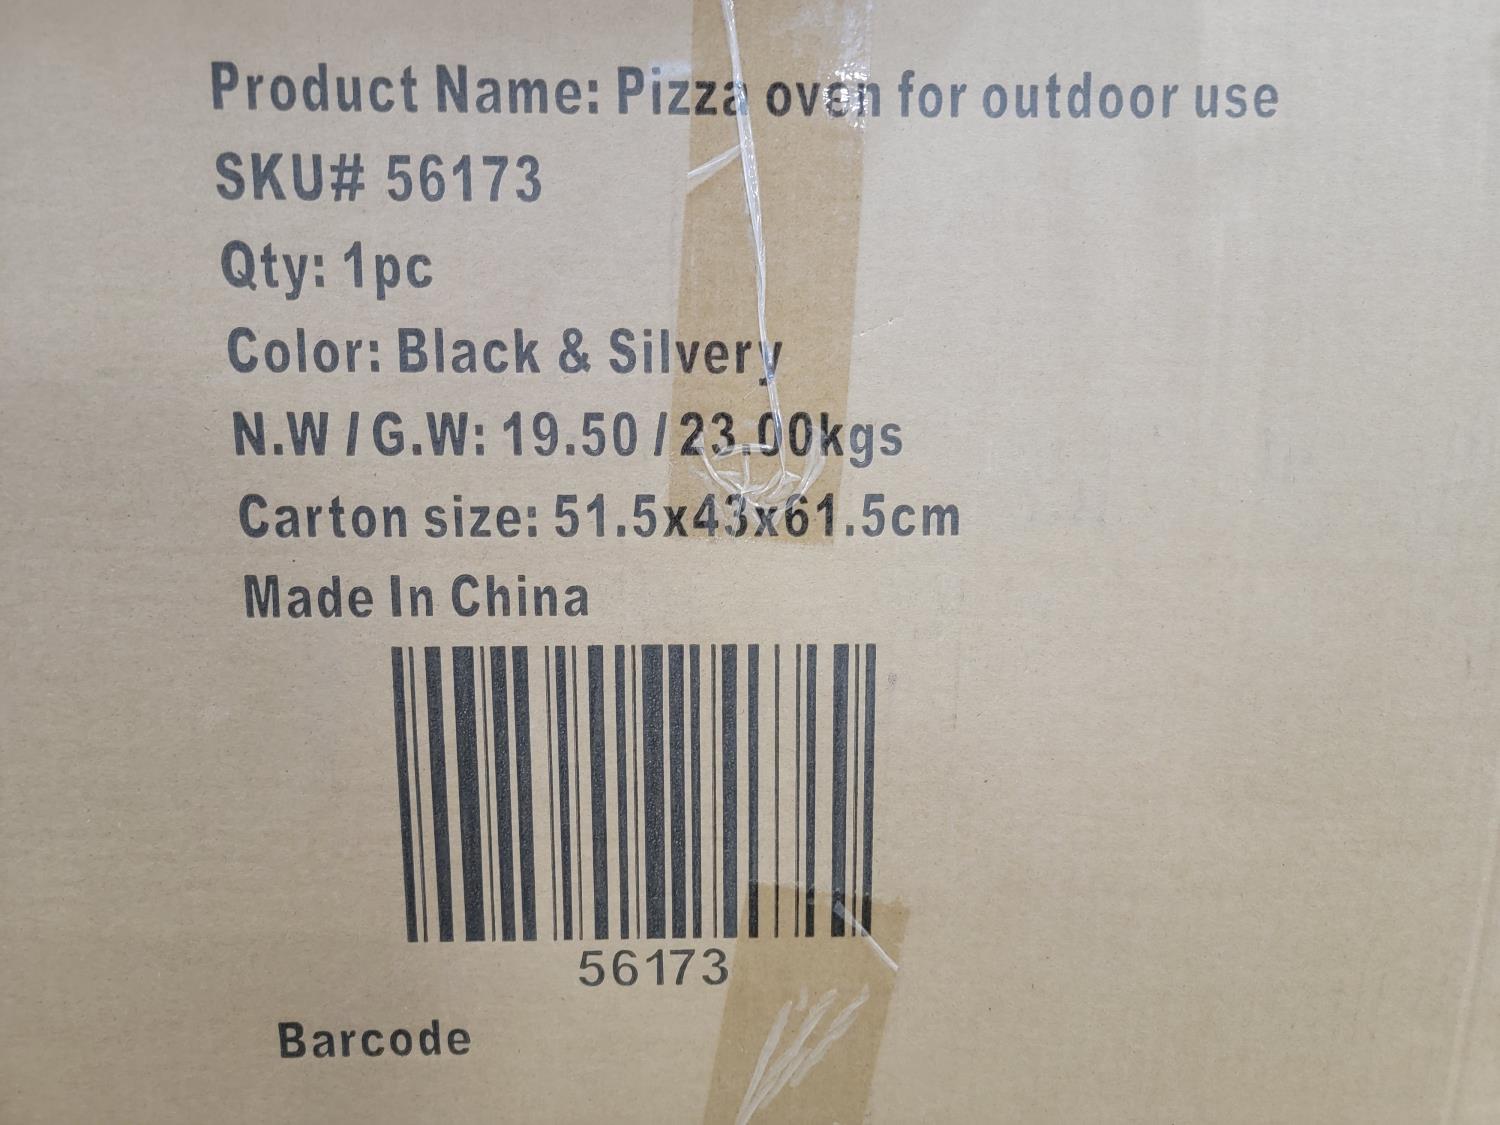 Product Name: Pizza oven for outdoor use
SKU# 56173
Qty: 1pc
Color: Black & Silvery
N.W / G.W: 19.50 / 23.00kgs
Carton size: 51.5x43x61.5cm
Made In China
56173
Barcode